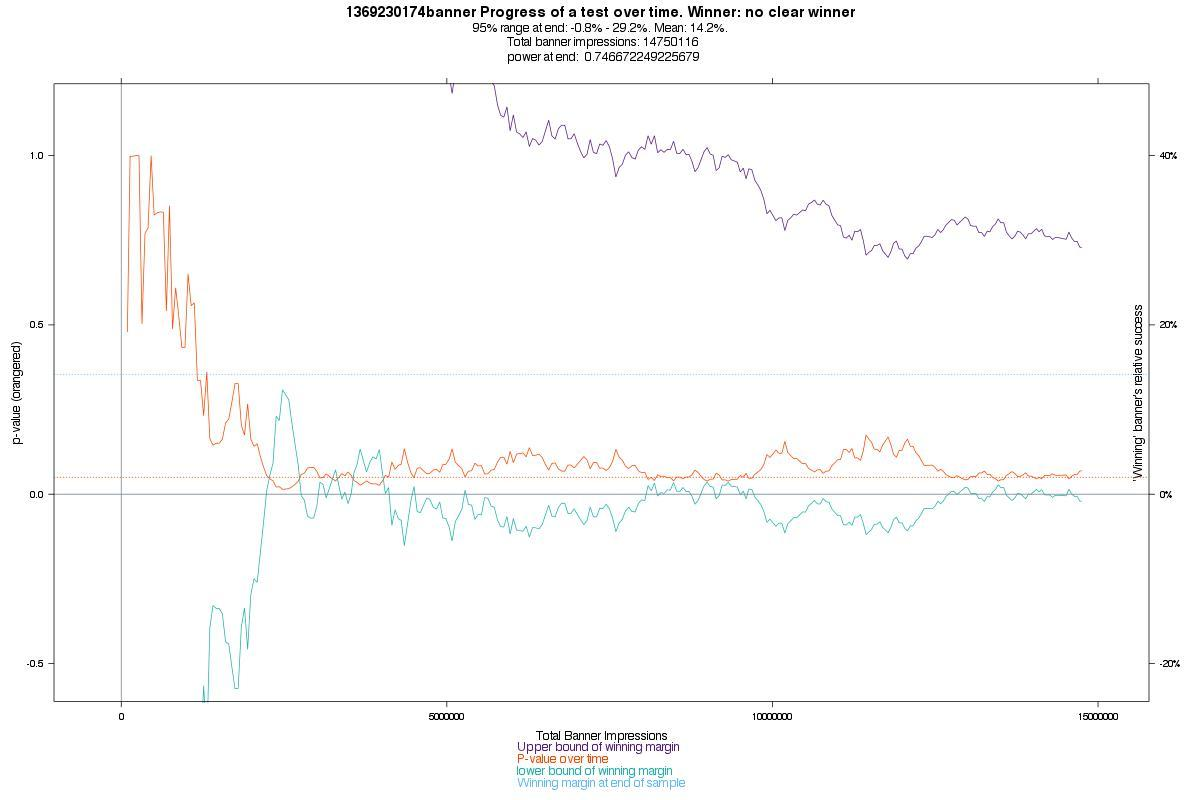 1369230174banner Progress of a test over time. Winner: no clear winner
95% range at end: -0.8% - 29.2%. Mean: 14.2%.
Total banner impressions: 14750116
power at end: 0.746672249225679
1.0
0.5
0.0
-0.5
p-value (orangered)
40%
20%
0%
-20%
'Winning' banner's relative success
0
5000000
10000000
15000000
Total Banner Impressions
Upper bound of winning margin
P-value over time
lower bound of winning margin
Winning margin at end of sample